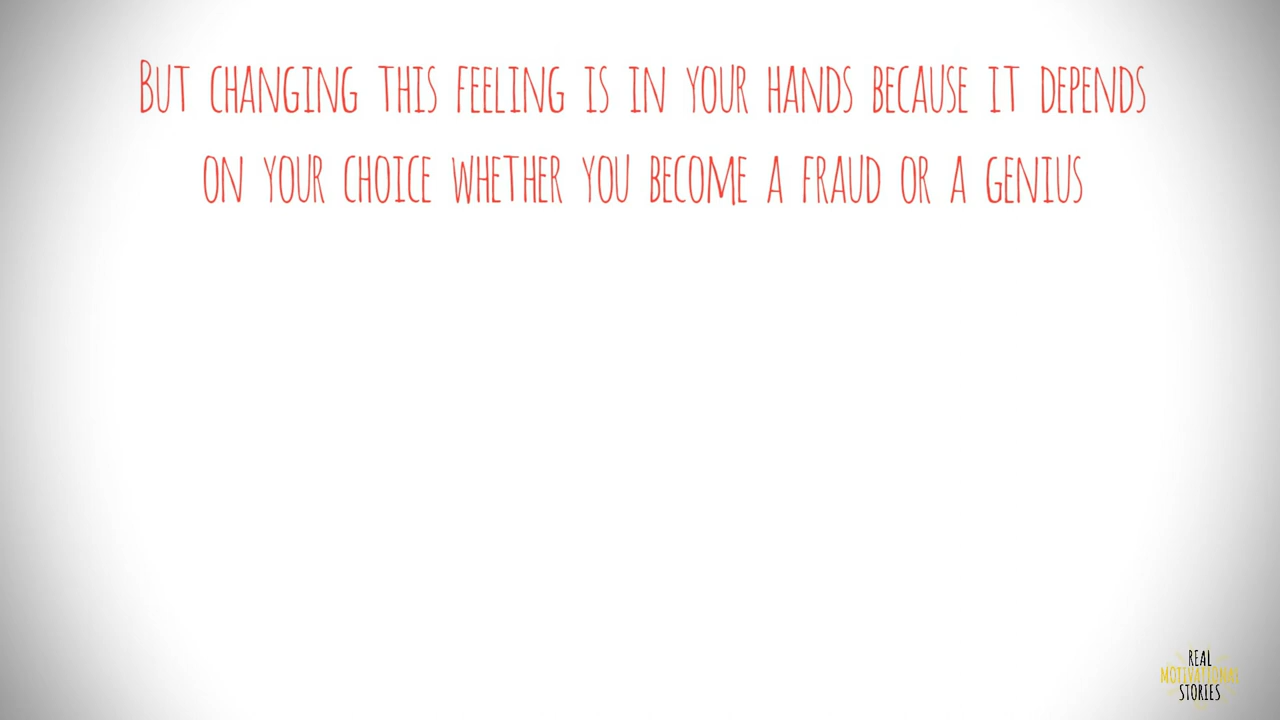 But changing this feeling is in your hands because it depends
on your choice whether you become a fraud or a genius
REAL
MOTIVATIONAL
STORIES